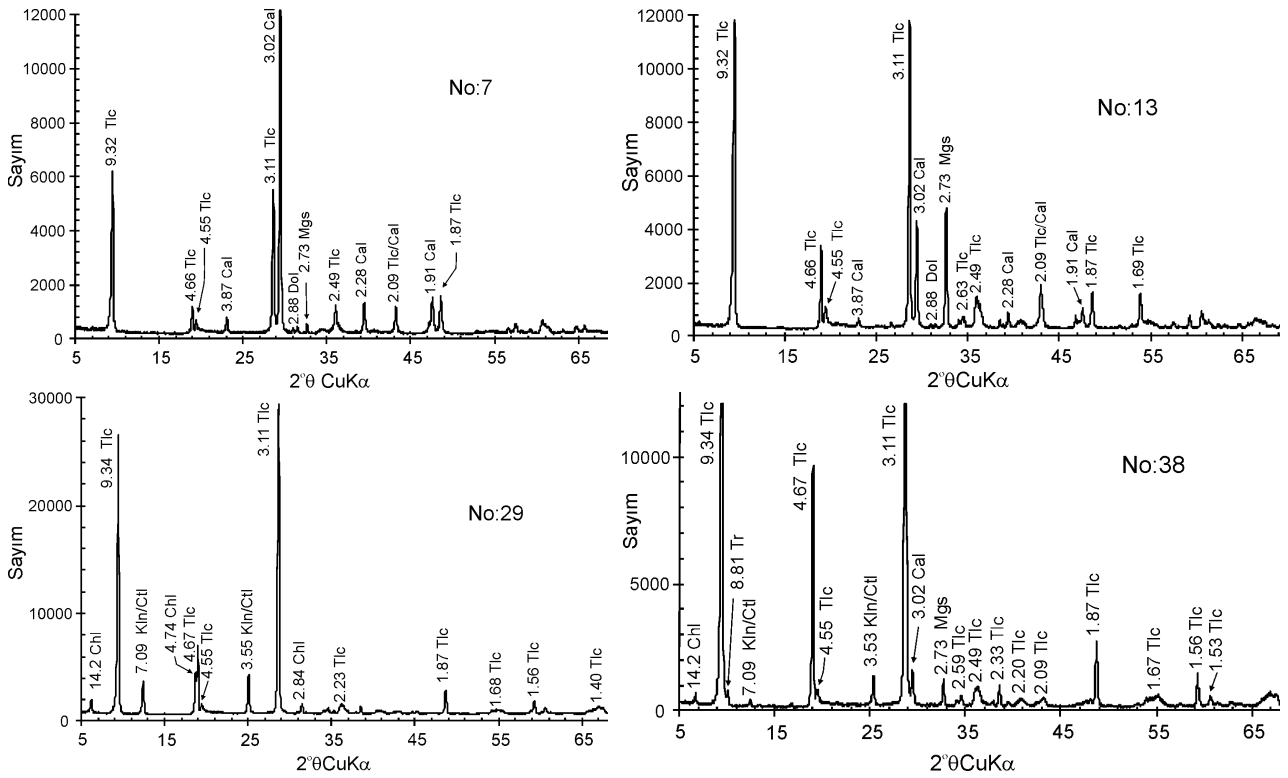 12000
10000
8000
6000
4000
2000
0
Sayım
9.32 Tlc
4.66 Tlc
4.55 Tlc
3.87 Cal
3.11 Tlc
3.02 Cal
2.88 Dol
2.73 Mgs
2.49 Tlc
2.28 Cal
2.09 Tlc/Cal
1.91 Cal
1.87 Tlc
No:7
5 15 25 35 45 55 65
2°θ CuKα
12000
10000
8000
6000
4000
2000
0
Sayım
9.32 Tlc
4.66 Tlc
4.55 Tlc
3.87 Cal
3.11 Tlc
3.02 Cal
2.88 Dol
2.73 Mgs
2.63 Tlc
2.49 Tlc
2.28 Cal
2.09 Tlc/Cal
1.91 Cal
1.87 Tlc
1.69 Tlc
No:13
5 15 25 35 45 55 65
2°θCuKα
30000
20000
10000
0
Sayım
14.2 Chl
9.34 Tlc
7.09 Kln/Ctl
4.74 Chl
4.67 Tlc
4.55 Tlc
3.55 Kln/Ctl
3.11 Tlc
2.84 Chl
2.23 Tlc
1.87 Tlc
1.68 Tlc
1.56 Tlc
1.40 Tlc
No:29
5 15 25 35 45 55 65
2°θCuKα
10000
5000
0
Sayım
14.2 Chl
9.34 Tlc
8.81 Tr
7.09 Kln/Ctl
4.67 Tlc
4.55 Tlc
3.53 Kln/Ctl
3.11 Tlc
3.02 Cal
2.73 Mgs
2.59 Tlc
2.49 Tlc
2.33 Tlc
2.20 Tlc
2.09 Tlc
1.87 Tlc
1.67 Tlc
1.56 Tlc
1.53 Tlc
No:38
5 15 25 35 45 55 65
2°θCuKα